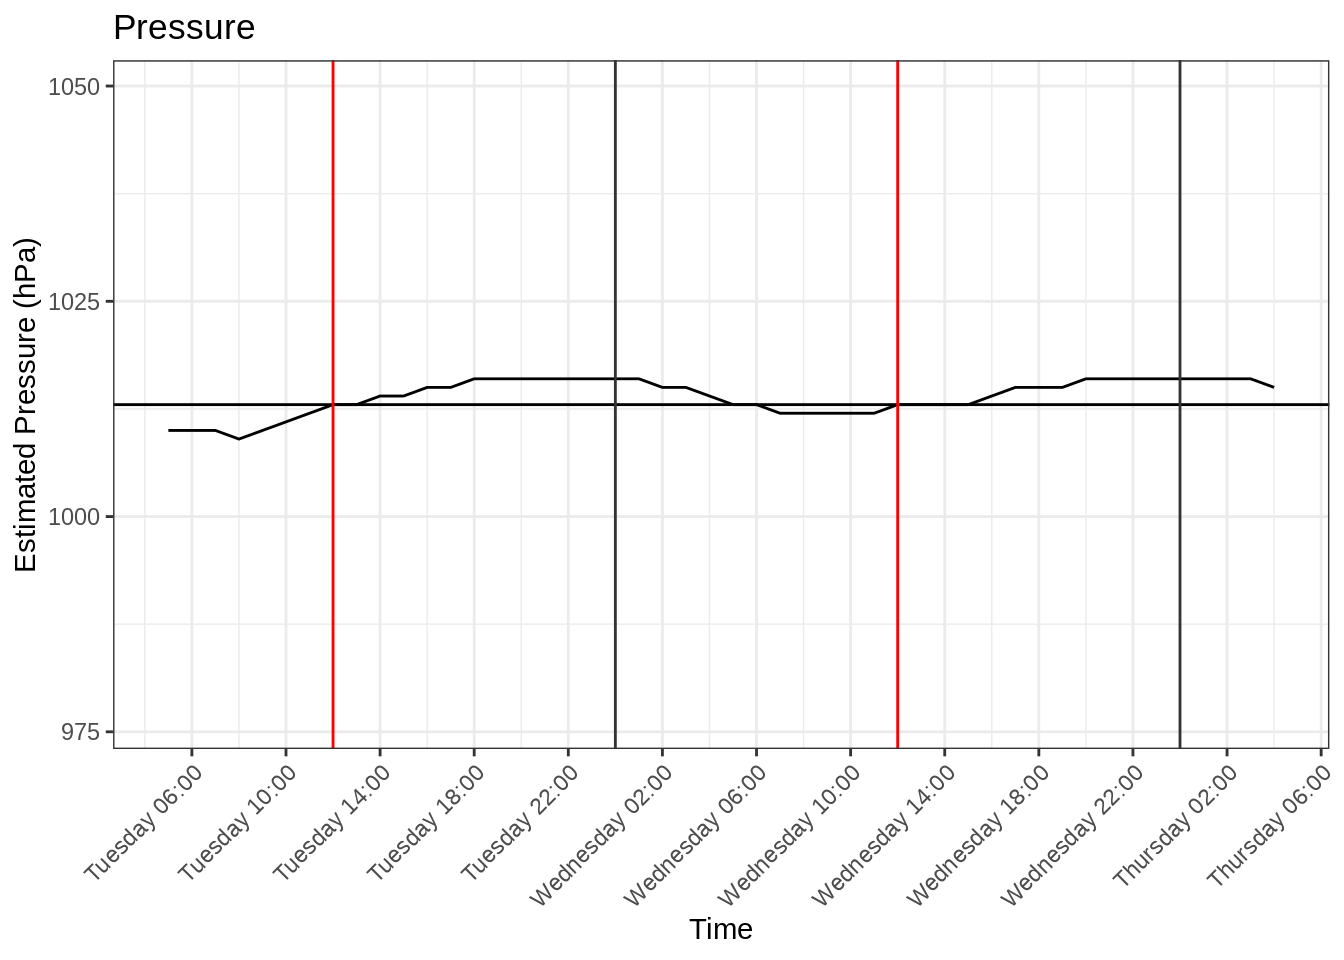 Pressure
Estimated Pressure (hPa)
1050
1025
1000
975
Tuesday 06:00
Tuesday 10:00
Tuesday 14:00
Tuesday 18:00
Tuesday 22:00
Wednesday 02:00
Wednesday 06:00
Wednesday 10:00
Wednesday 14:00
Wednesday 18:00
Wednesday 22:00
Thursday 02:00
Thursday 06:00
Time